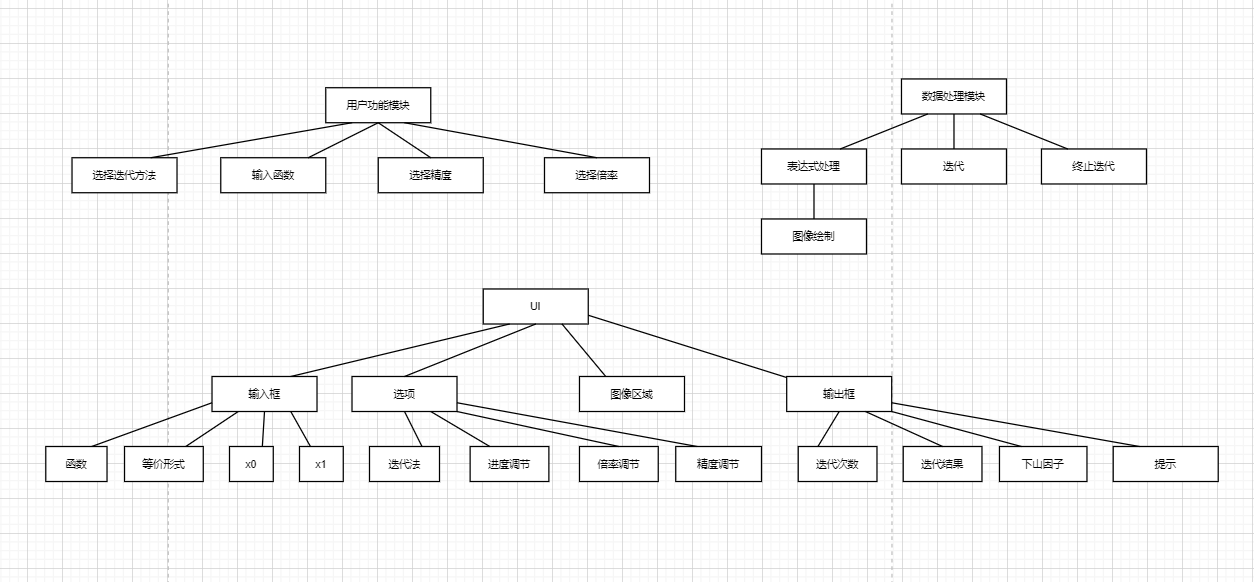 用户功能模块
选择迭代方法
输入函数
选择精度
选择倍率
数据处理模块
表达式处理
迭代
终止迭代
图像绘制
UI
输入框
选项
图像区域
输出框
函数
等价形式
x0
x1
迭代法
进度调节
倍率调节
精度调节
迭代次数
迭代结果
下山因子
提示